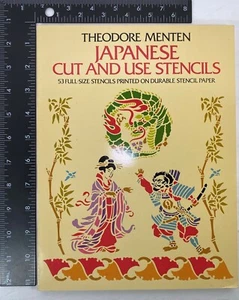 THEODORE MENTEN
JAPANESE
CUT AND USE STENCILS
53 FULL-SIZE STENCILS PRINTED ON DURABLE STENCIL PAPER